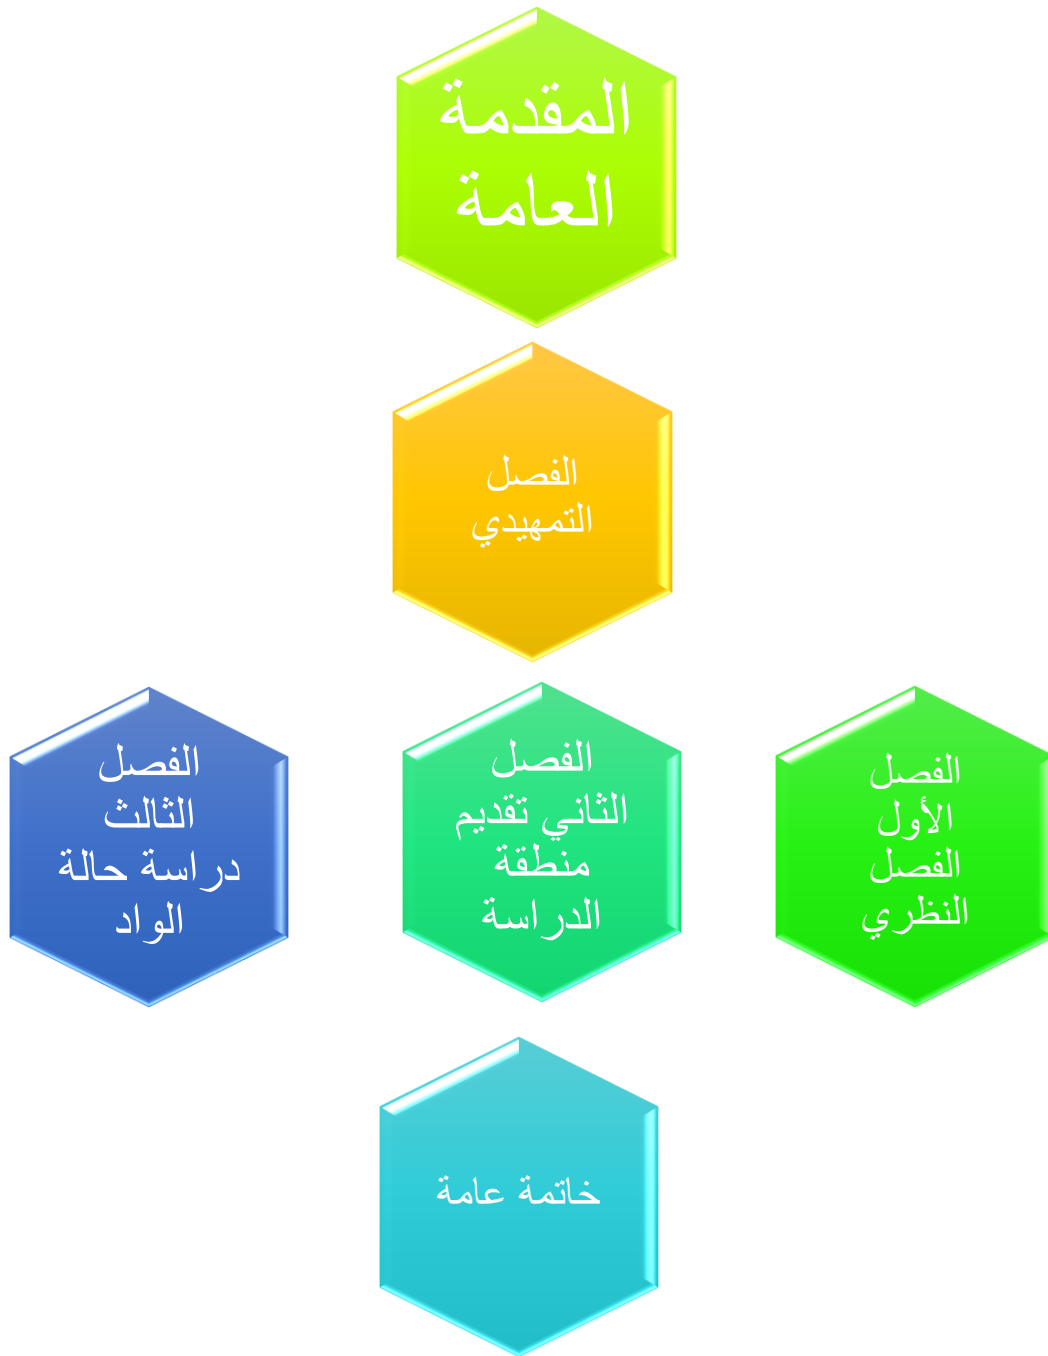 المقدمة
العامة
الفصل
التمهيدي
الفصل
الأول
الفصل
النظري
الفصل
الثاني تقديم
منطقة
الدراسة
الفصل
الثالث
دراسة حالة
الواد
خاتمة عامة